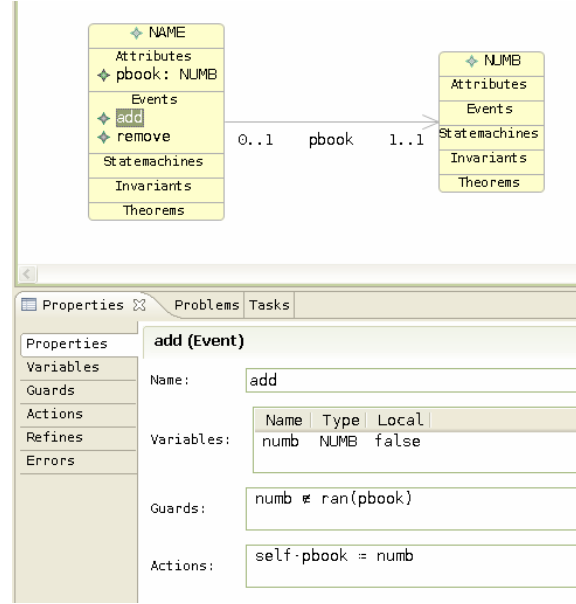 NAME
Attributes
pbook: NUMB
Events
add
remove
Statemachines
Invariants
Theorems
0..1 pbook 1..1
NUMB
Attributes
Events
Statemachines
Invariants
Theorems
Properties Problems Tasks
Properties
Variables
Guards
Actions
Refines
Errors
add (Event)
Name: add
Variables:
Name Type Local
numb NUMB false
Guards: numb ∉ ran(pbook)
Actions: self·pbook ≔ numb